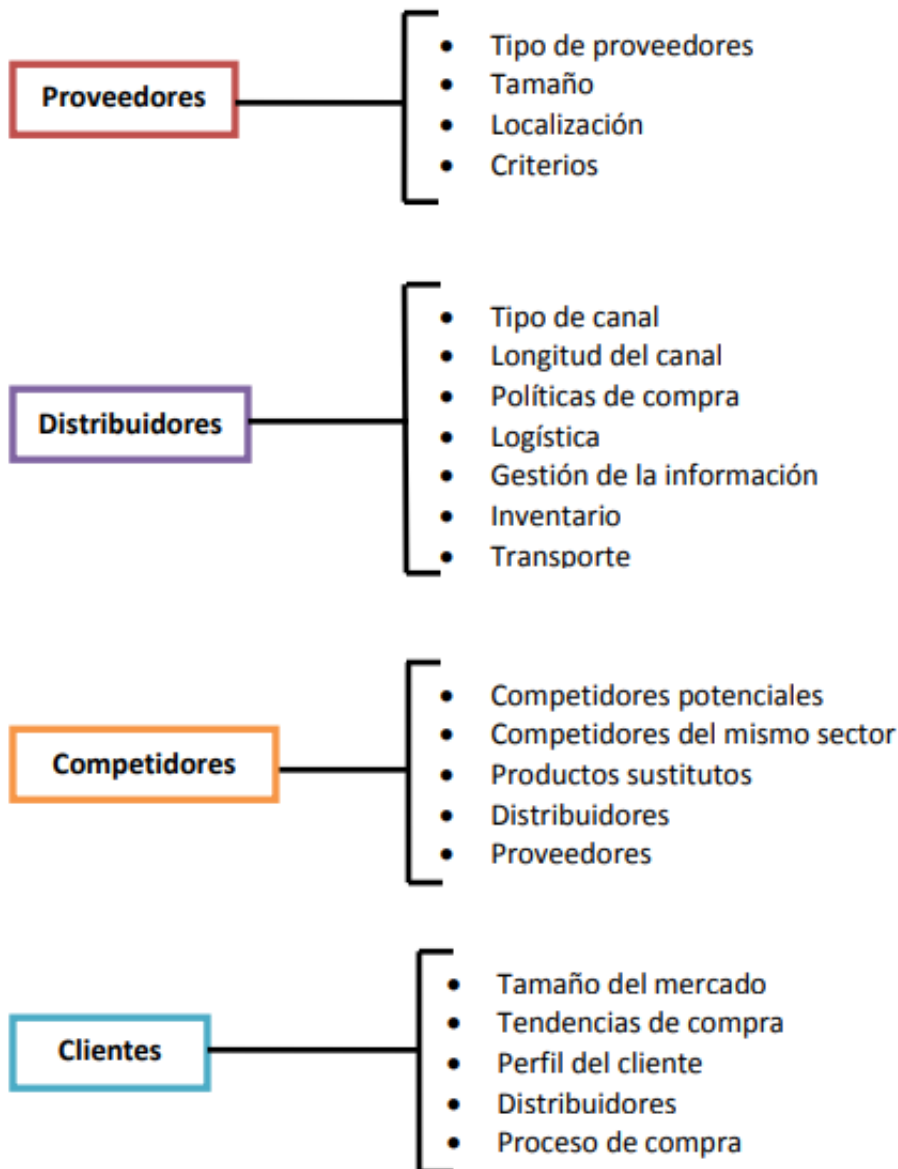 Proveedores
• Tipo de proveedores
• Tamaño
• Localización
• Criterios
Distribuidores
• Tipo de canal
• Longitud del canal
• Políticas de compra
• Logística
• Gestión de la información
• Inventario
• Transporte
Competidores
• Competidores potenciales
• Competidores del mismo sector
• Productos sustitutos
• Distribuidores
• Proveedores
Clientes
• Tamaño del mercado
• Tendencias de compra
• Perfil del cliente
• Distribuidores
• Proceso de compra